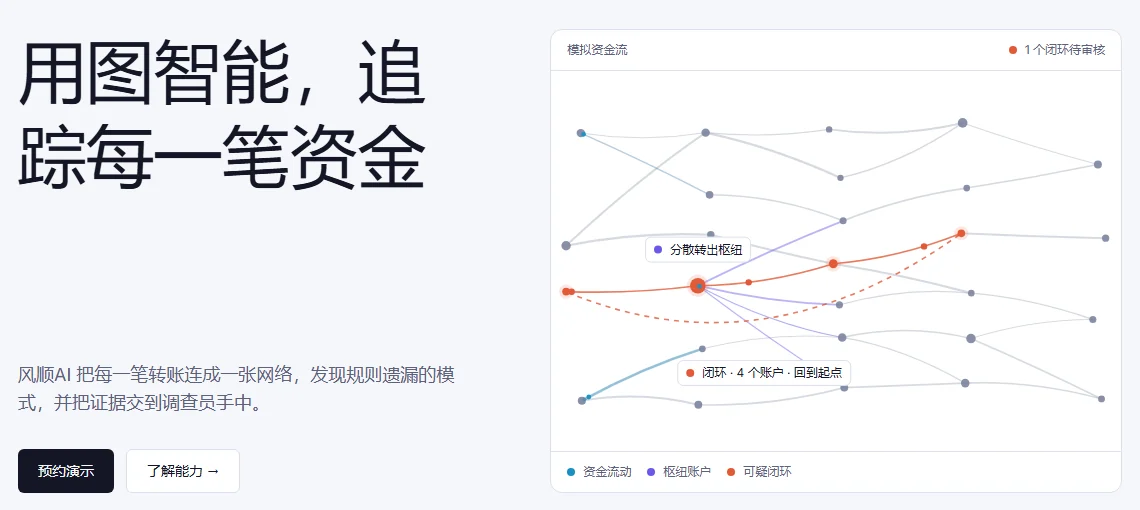 用图智能，追
踪每一笔资金
风顺AI 把每一笔转账连成一张网络，发现规则遗漏的模
式，并把证据交到调查员手中。
预约演示
了解能力 →
模拟资金流
1 个闭环待审核
分散转出枢纽
闭环 · 4 个账户 · 回到起点
资金流动
枢纽账户
可疑闭环